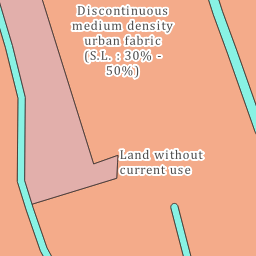 Discontinuous
medium density
urban fabric
(S.L. : 30% -
50%)
Land without
current use